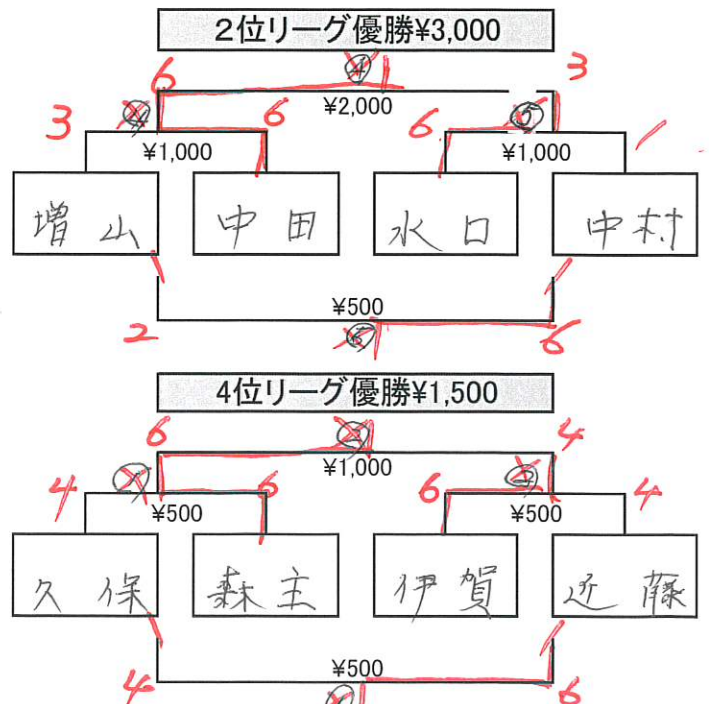 2位リーグ優勝¥3,000
④
6 3
¥2,000
3 6 6 ⑤ 1
¥1,000 ¥1,000
増山 中田 水口 中村
¥500
2 6
4位リーグ優勝¥1,500
6 4
¥1,000
4 6 6 4
¥500 ¥500
久保 森主 伊賀 近藤
¥500
4 6